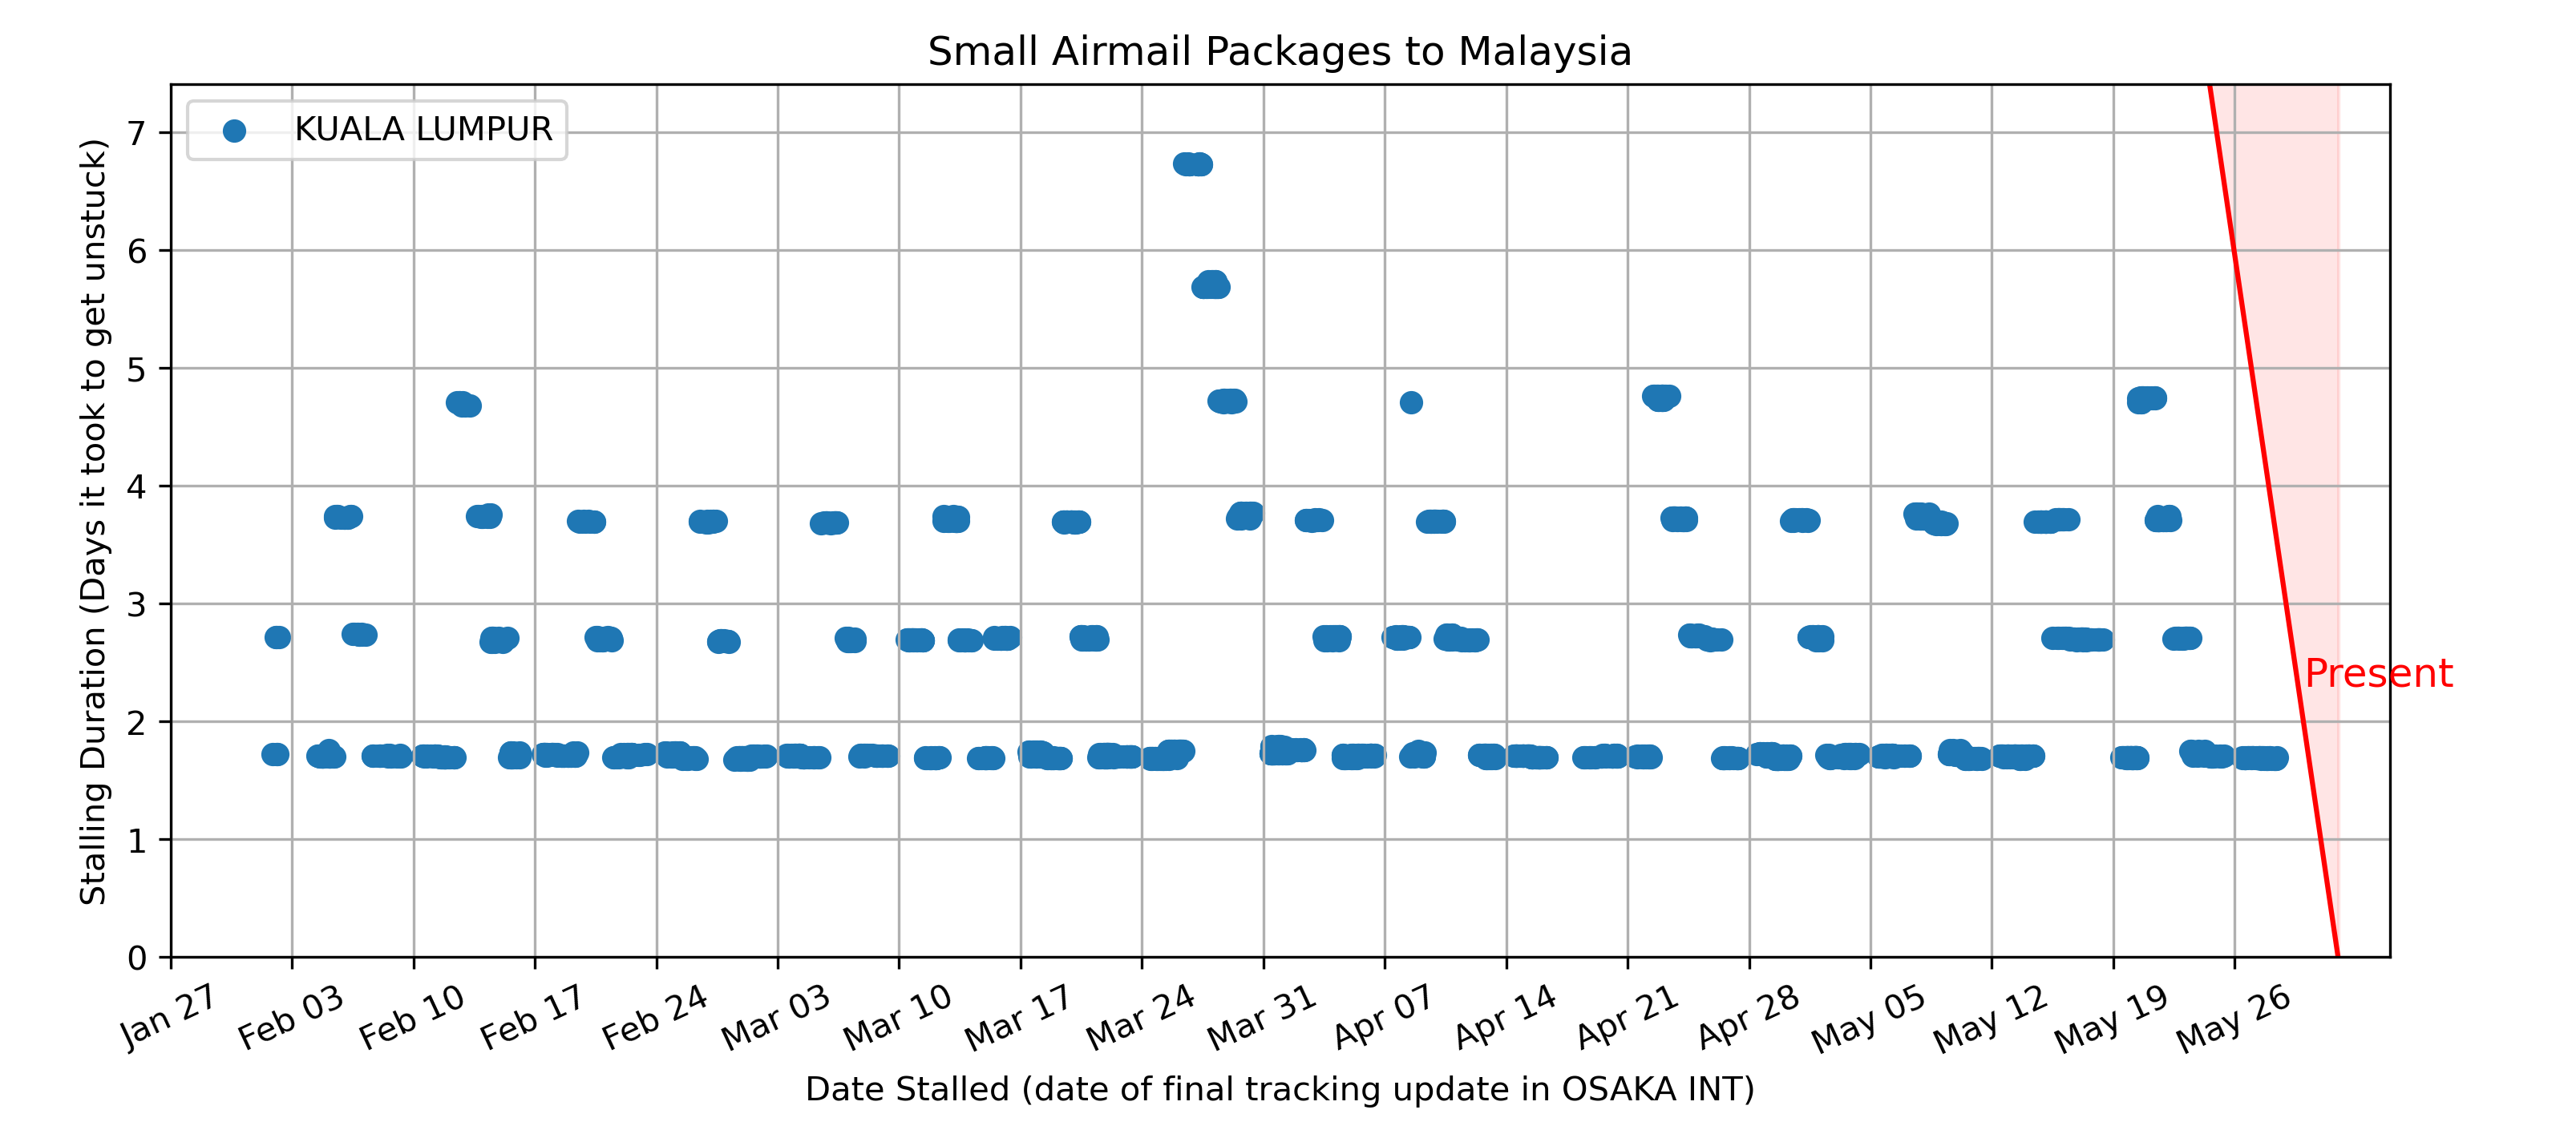 Small Airmail Packages to Malaysia
KUALA LUMPUR
Stalling Duration (Days it took to get unstuck)
7
6
5
4
3
2
1
0
Present
Jan 27
Feb 03
Feb 10
Feb 17
Feb 24
Mar 03
Mar 10
Mar 17
Mar 24
Mar 31
Apr 07
Apr 14
Apr 21
Apr 28
May 05
May 12
May 19
May 26
Date Stalled (date of final tracking update in OSAKA INT)